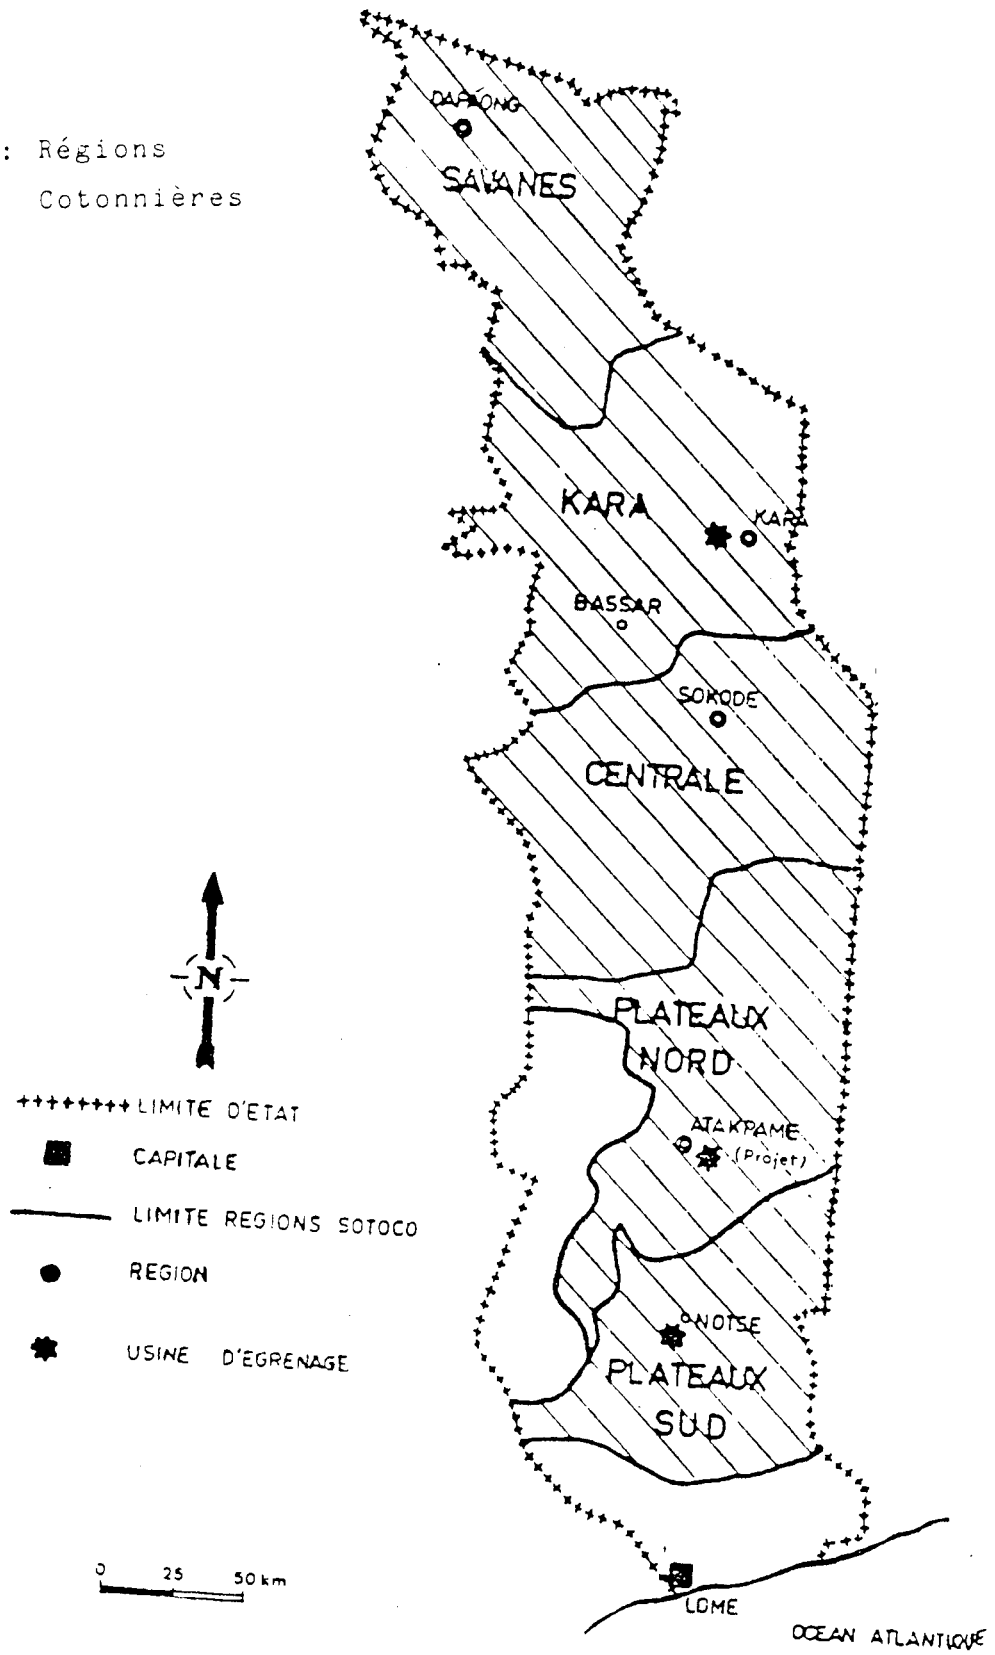 : Régions
Cotonnières
DAPAONG
SAVANES
KARA
KARA
BASSAR
SOKODE
CENTRALE
N
PLATEAUX
NORD
ATAKPAME
(Projet)
NOTSE
PLATEAUX
SUD
LIMITE D'ETAT
CAPITALE
LIMITE REGIONS SOTOCO
REGION
USINE D'EGRENAGE
0 25 50 km
LOME
OCEAN ATLANTIQUE